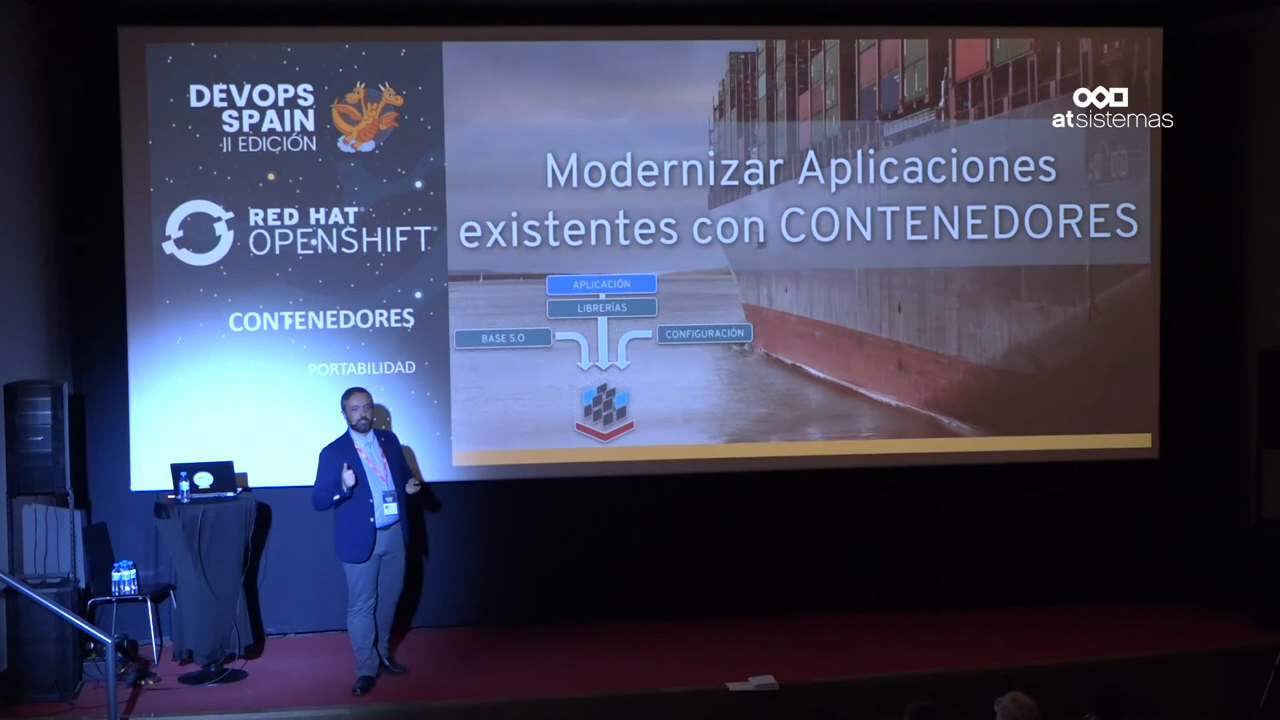 DEVOPS
SPAIN
II EDICIÓN
RED HAT®
OPENSHIFT®
CONTENEDORES
PORTABILIDAD
Modernizar Aplicaciones
existentes con CONTENEDORES
APLICACIÓN
LIBRERÍAS
BASE S.O
CONFIGURACIÓN
atsistemas